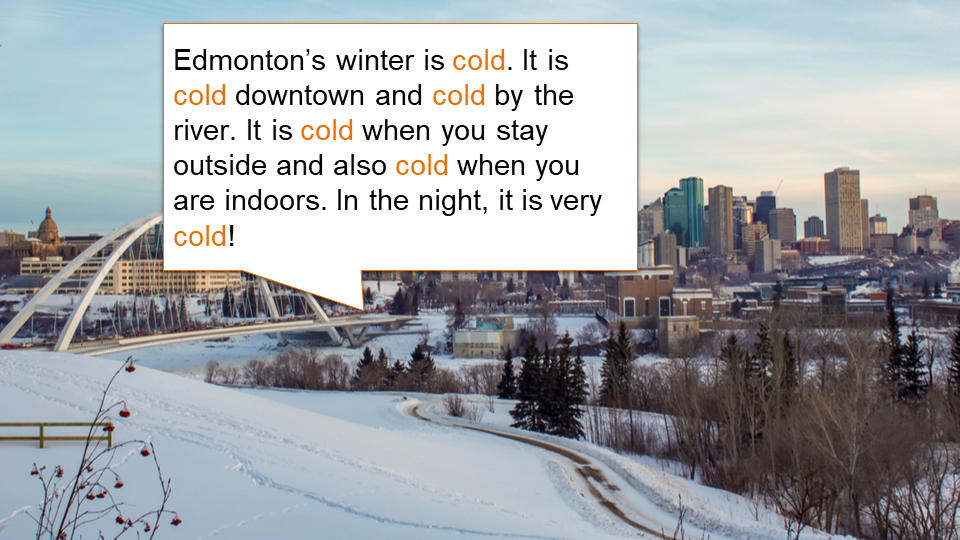 Edmonton’s winter is cold. It is
cold downtown and cold by the
river. It is cold when you stay
outside and also cold when you
are indoors. In the night, it is very
cold!